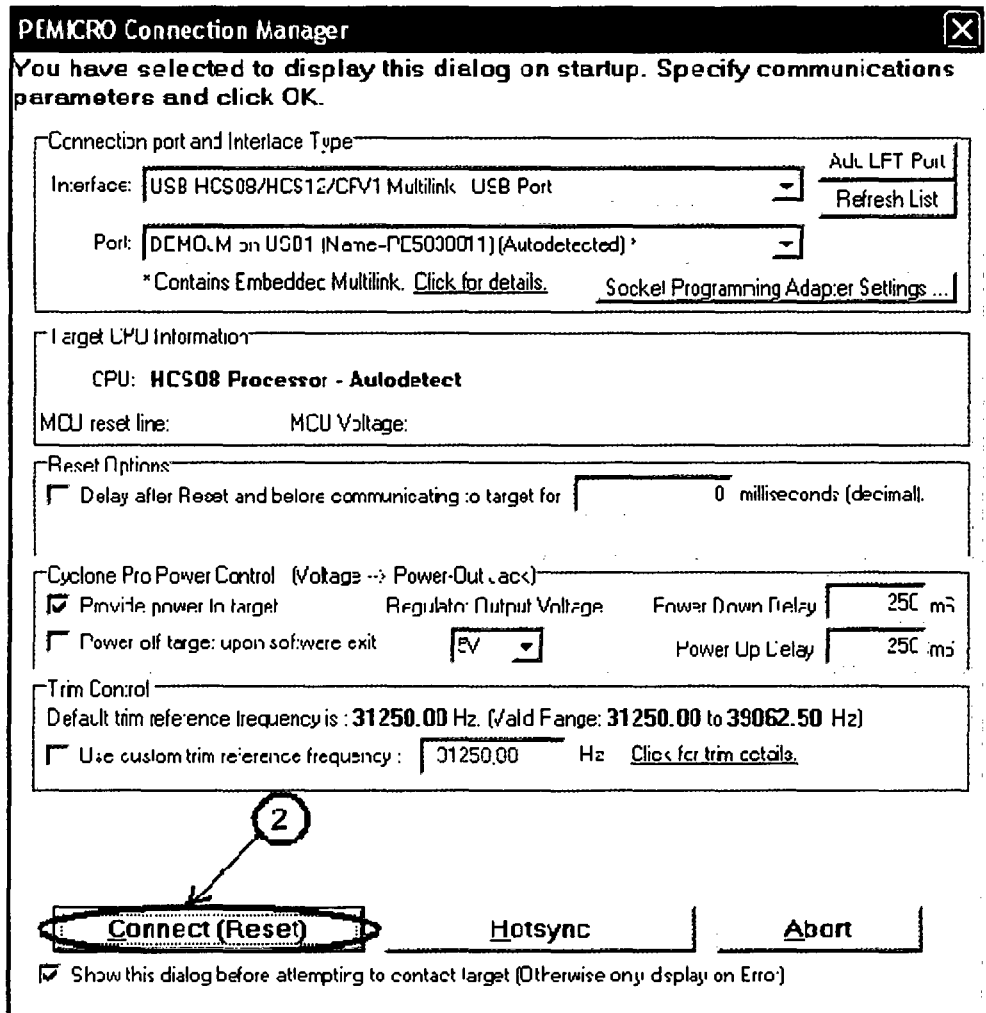 PEMICRO Connection Manager
You have selected to display this dialog on startup. Specify communications
parameters and click OK.
Connection port and Interface Type
Add LPT Port
Interface: USB HCS08/HCS12/CFV1 Multilink USB Port
Refresh List
Port: DEMOJM on USB1 (Name=PE5000011) (Autodetected) *
* Contains Embedded Multilink. Click for details.
Socket Programming Adapter Settings ...
Target CPU Information
CPU: HCS08 Processor - Autodetect
MCU reset line: MCU Voltage:
Reset Options
Delay after Reset and before communicating to target for 0 milliseconds (decimal).
Cyclone Pro Power Control (Voltage --> Power-Out Jack)
Provide power to target Regulator Output Voltage Power Down Delay 250 mS
Power off target upon software exit 5V Power Up Delay 250 mS
Trim Control
Default trim reference frequency is : 31250.00 Hz. (Valid Range: 31250.00 to 39062.50 Hz)
Use custom trim reference frequency : 31250.00 Hz Click for trim details.
2
Connect (Reset) Hotsync Abort
Show this dialog before attempting to contact target (Otherwise only display on Error)